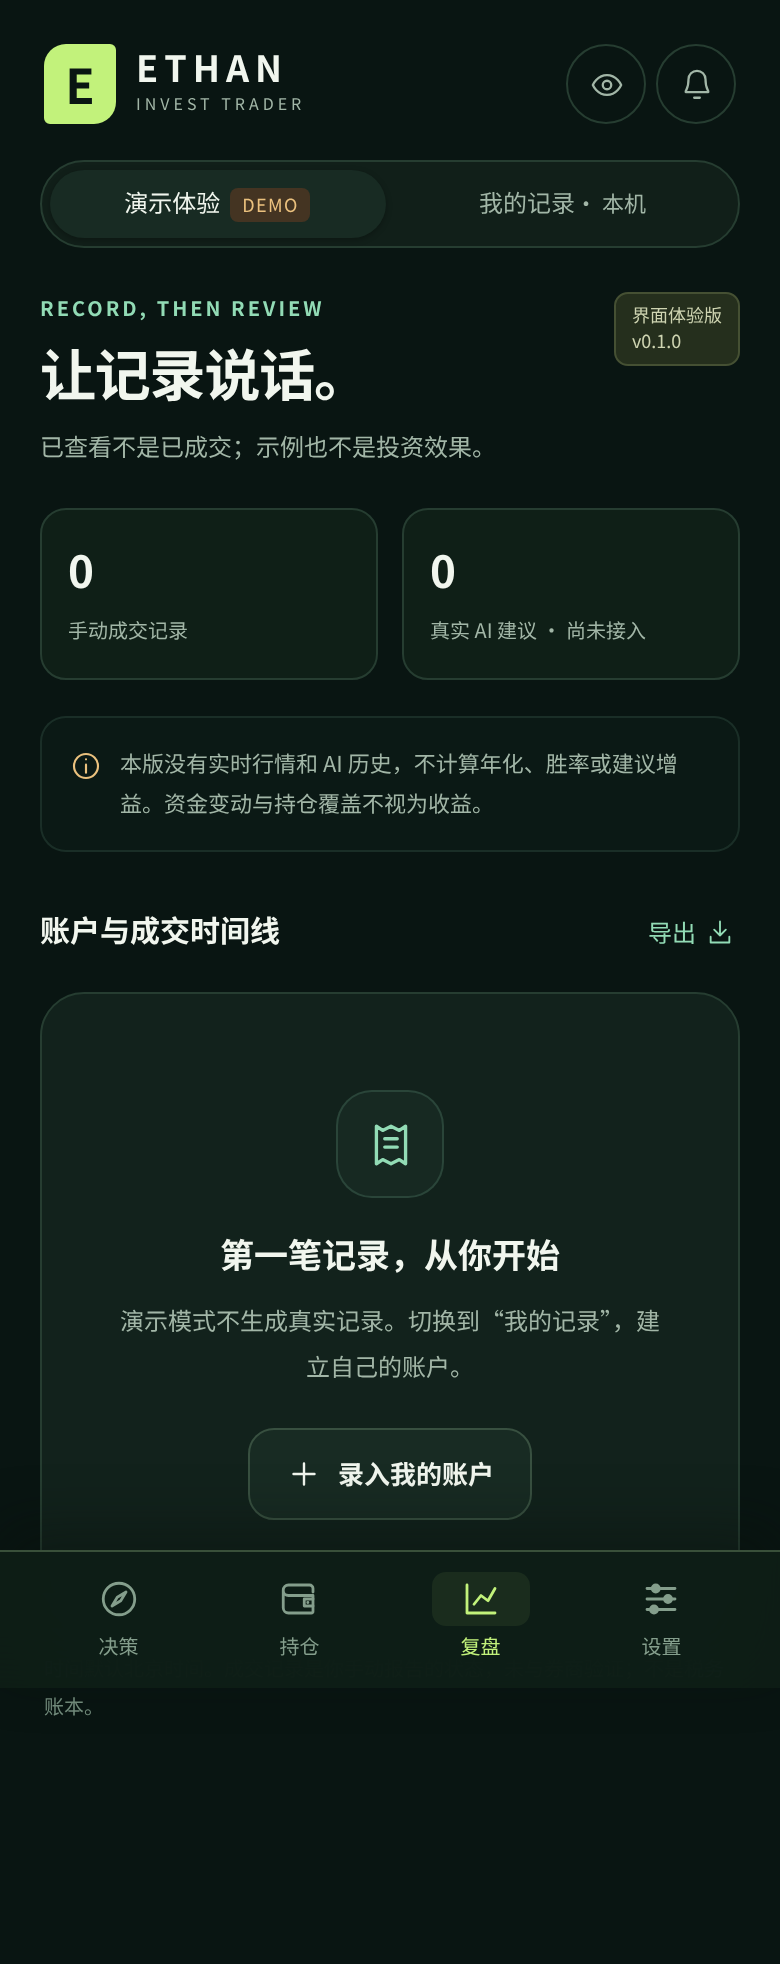 E
ETHAN
INVEST TRADER
演示体验 DEMO
我的记录· 本机
RECORD, THEN REVIEW
界面体验版
v0.1.0
让记录说话。
已查看不是已成交；示例也不是投资效果。
0
手动成交记录
0
真实 AI 建议 · 尚未接入
本版没有实时行情和 AI 历史，不计算年化、胜率或建议增
益。资金变动与持仓覆盖不视为收益。
账户与成交时间线
导出
第一笔记录，从你开始
演示模式不生成真实记录。切换到“我的记录”，建
立自己的账户。
录入我的账户
决策
持仓
复盘
设置
账本。